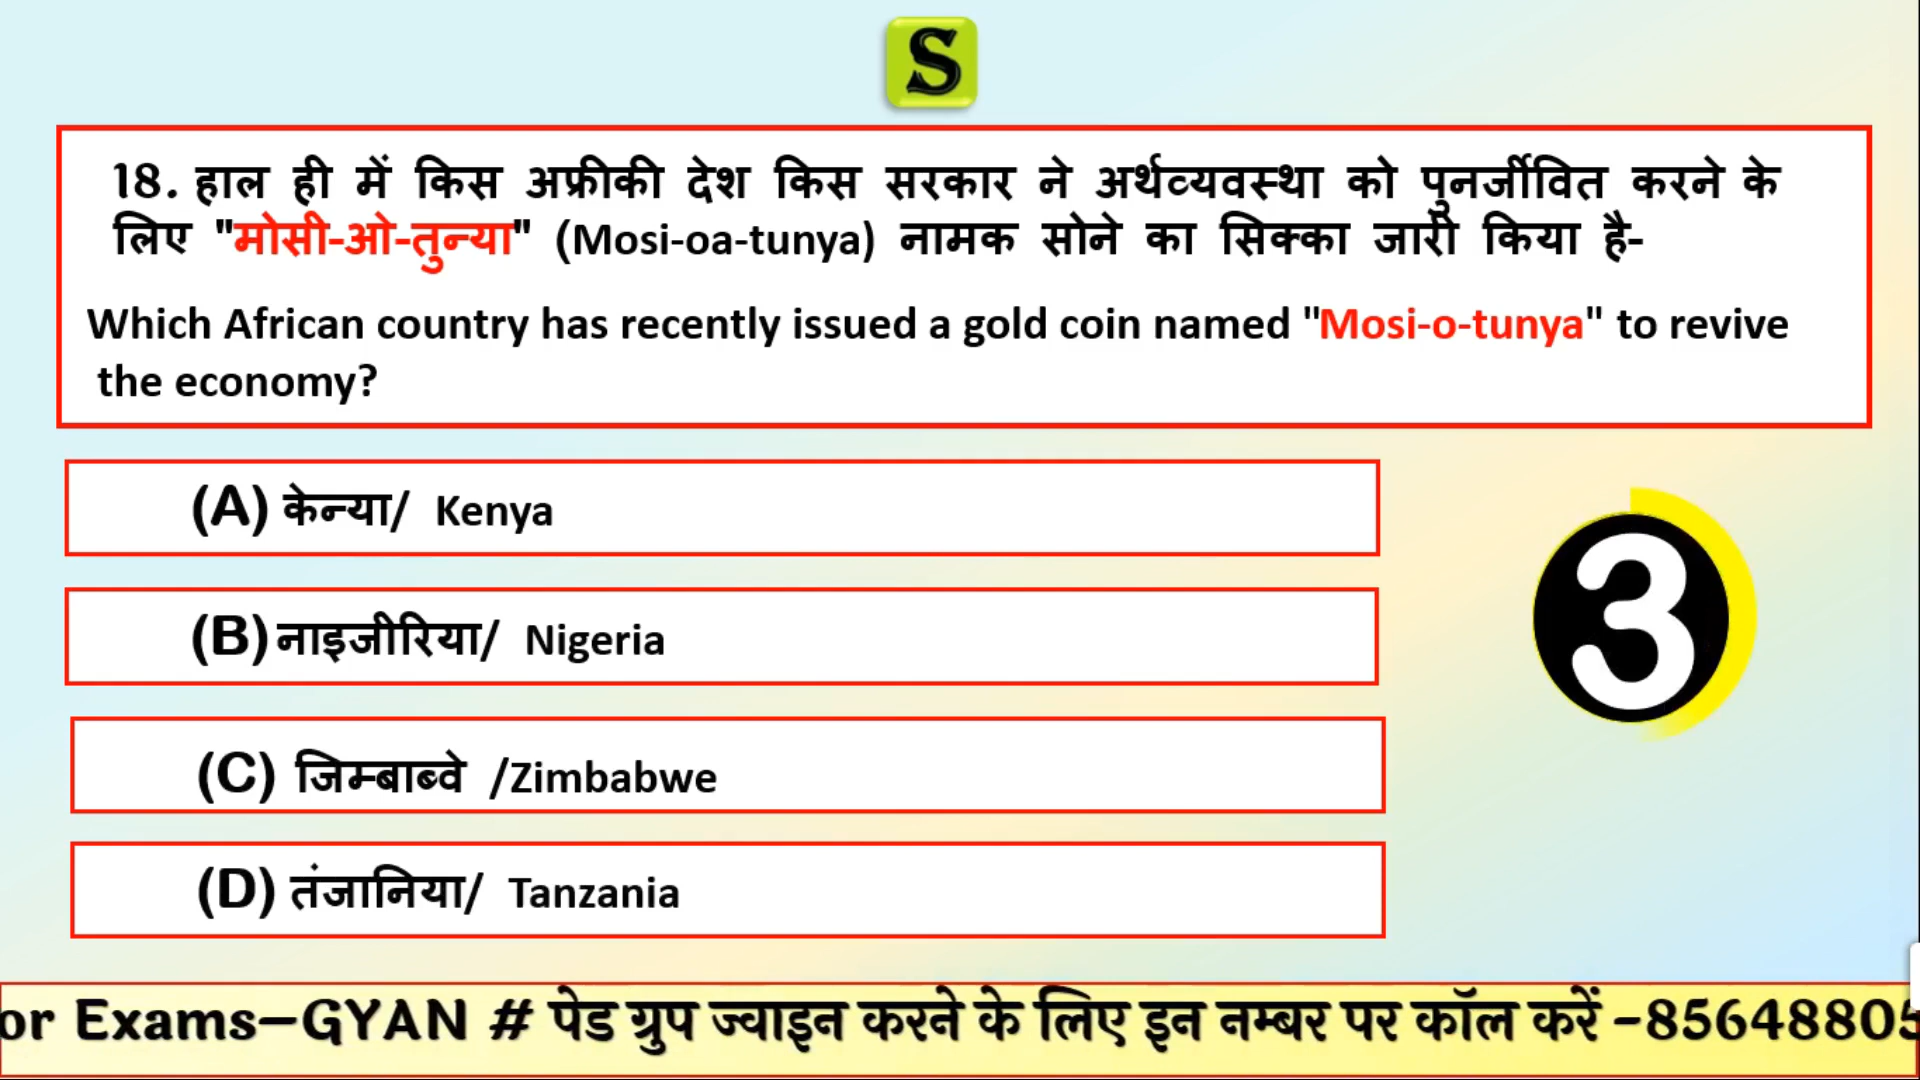 S
18. हाल ही में किस अफ्रीकी देश किस सरकार ने अर्थव्यवस्था को पुनर्जीवित करने के
लिए "मोसी-ओ-तुन्या" (Mosi-oa-tunya) नामक सोने का सिक्का जारी किया है-
Which African country has recently issued a gold coin named "Mosi-o-tunya" to revive
the economy?
(A) केन्या/ Kenya
(B) नाइजीरिया/ Nigeria
3
(C) जिम्बाब्वे /Zimbabwe
(D) तंजानिया/ Tanzania
or Exams–GYAN # पेड ग्रुप ज्वाइन करने के लिए इन नम्बर पर कॉल करें -85648805